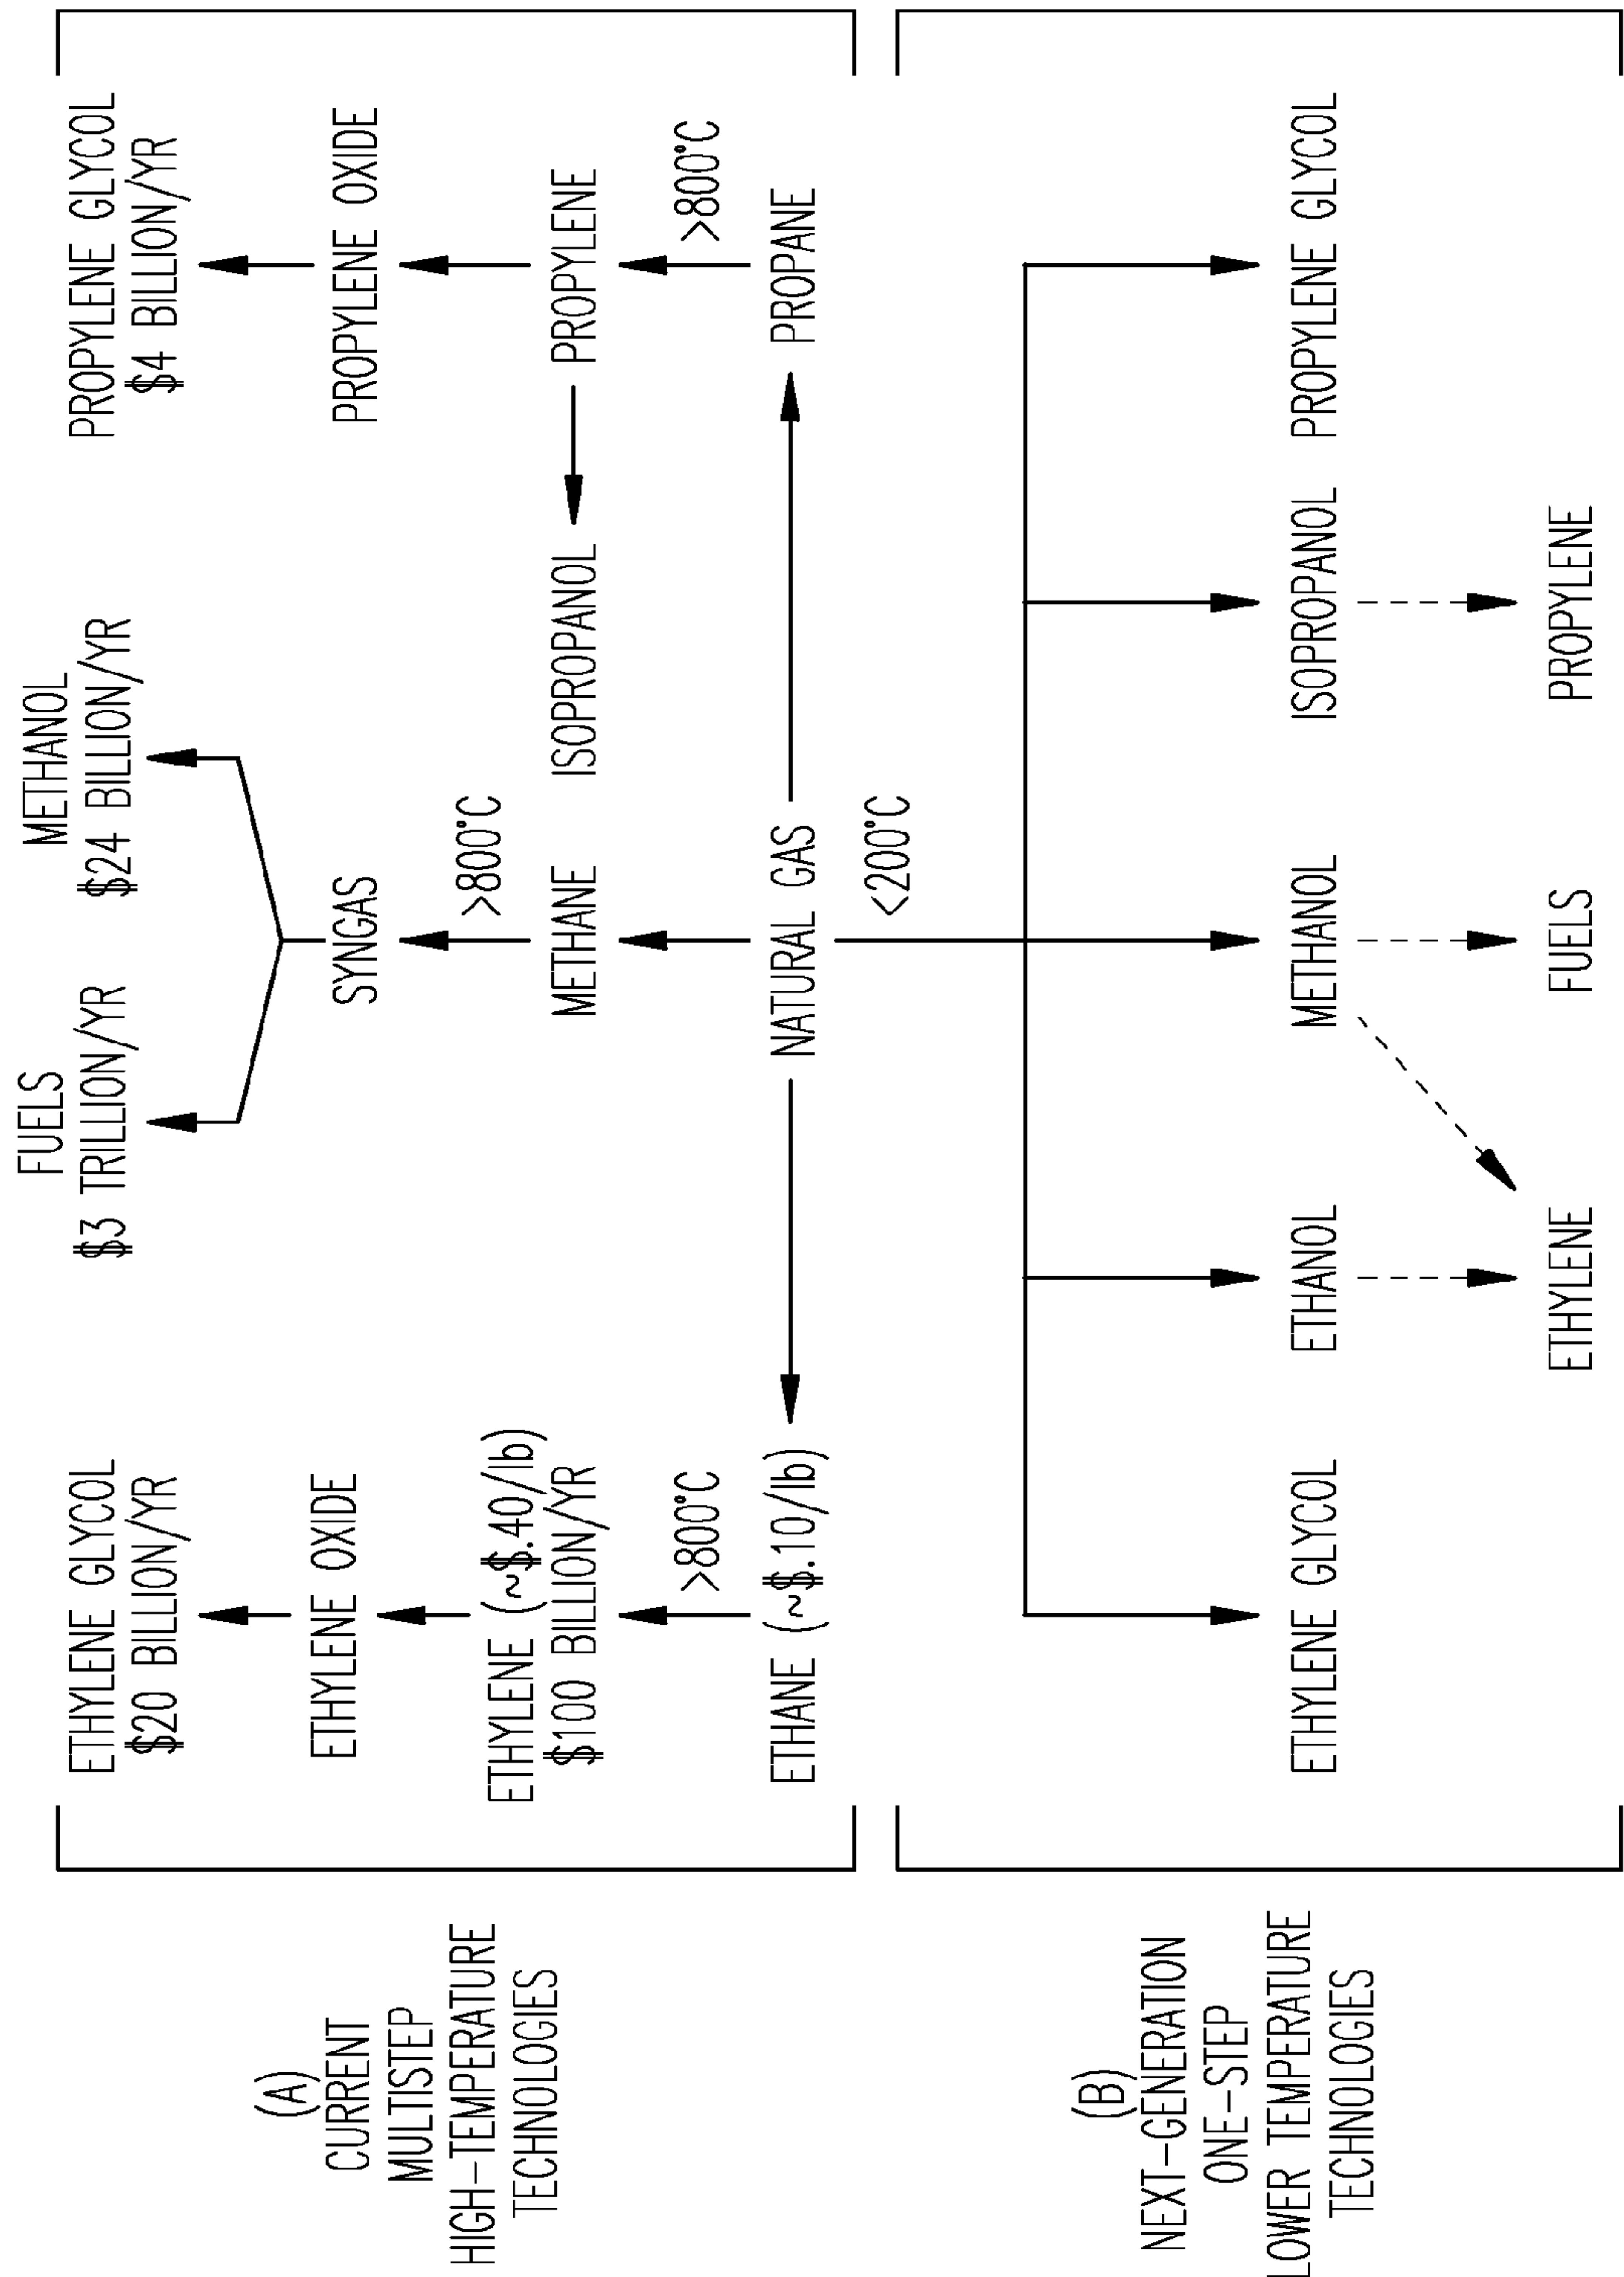 (A)
CURRENT
MULTISTEP
HIGH-TEMPERATURE
TECHNOLOGIES
ETHYLENE GLYCOL
$20 BILLION/YR
ETHYLENE OXIDE
ETHYLENE (~$.40/lb)
$100 BILLION/YR
>800°C
ETHANE (~$.10/lb)
FUELS
$3 TRILLION/YR
METHANOL
$24 BILLION/YR
SYNGAS
>800°C
METHANE
ISOPROPANOL
NATURAL GAS
PROPYLENE GLYCOL
$4 BILLION/YR
PROPYLENE OXIDE
PROPYLENE
>800°C
PROPANE
(B)
NEXT-GENERATION
ONE-STEP
LOWER TEMPERATURE
TECHNOLOGIES
<200°C
ETHYLENE GLYCOL
ETHANOL
METHANOL
ISOPROPANOL
PROPYLENE GLYCOL
ETHYLENE
FUELS
PROPYLENE